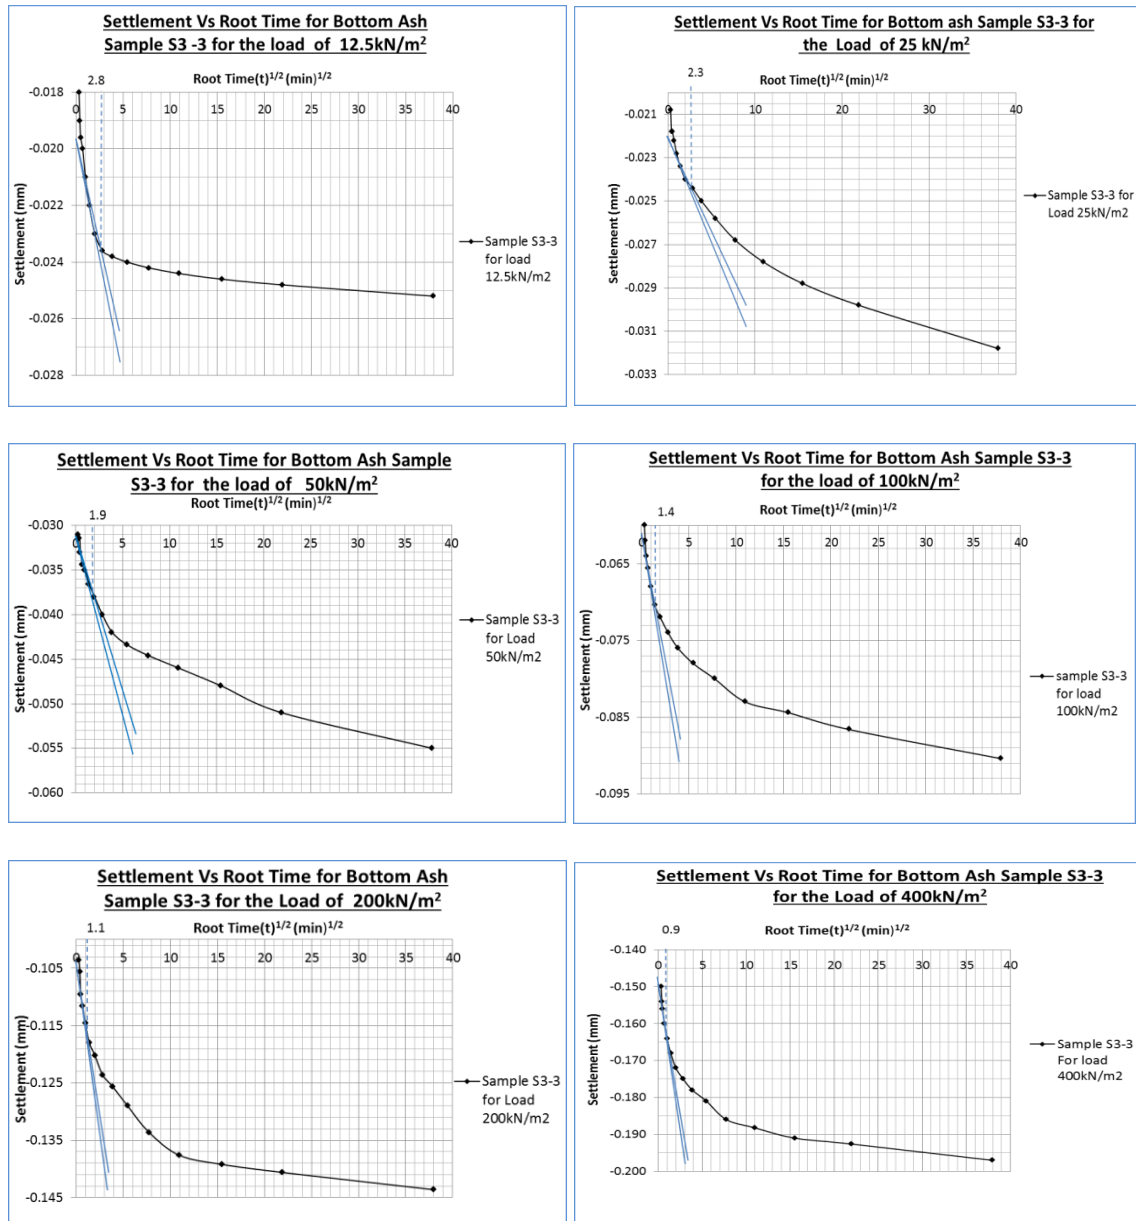 Settlement Vs Root Time for Bottom Ash
Sample S3 -3 for the load of 12.5kN/m²
2.8
Root Time(t)^1/2 (min)^1/2
-0.018
0 5 10 15 20 25 30 35 40
-0.020
-0.022
-0.024
-0.026
-0.028
Settlement (mm)
Sample S3-3
for load
12.5kN/m2
Settlement Vs Root Time for Bottom ash Sample S3-3 for
the Load of 25 kN/m²
2.3
Root Time(t)^1/2 (min)^1/2
0 10 20 30 40
-0.021
-0.023
-0.025
-0.027
-0.029
-0.031
-0.033
Settlement (mm)
Sample S3-3 for
Load 25kN/m2
Settlement Vs Root Time for Bottom Ash Sample
S3-3 for the load of 50kN/m²
Root Time(t)^1/2 (min)^1/2
1.9
-0.030
0 5 10 15 20 25 30 35 40
-0.035
-0.040
-0.045
-0.050
-0.055
-0.060
Settlement (mm)
Sample S3-3
for Load
50kN/m2
Settlement Vs Root Time for Bottom Ash Sample S3-3
for the load of 100kN/m²
Root Time(t)^1/2 (min)^1/2
1.4
0 5 10 15 20 25 30 35 40
-0.065
-0.075
-0.085
-0.095
Settlement (mm)
sample S3-3
for load
100kN/m2
Settlement Vs Root Time for Bottom Ash
Sample S3-3 for the Load of 200kN/m²
1.1
Root Time(t)^1/2 (min)^1/2
0 5 10 15 20 25 30 35 40
-0.105
-0.115
-0.125
-0.135
-0.145
Settlement (mm)
Sample S3-3
for Load
200kN/m2
Settlement Vs Root Time for Bottom Ash Sample S3-3
for the Load of 400kN/m²
0.9
Root Time(t)^1/2 (min)^1/2
-0.140
0 5 10 15 20 25 30 35 40
-0.150
-0.160
-0.170
-0.180
-0.190
-0.200
Settlement (mm)
Sample S3-3
For load
400kN/m2